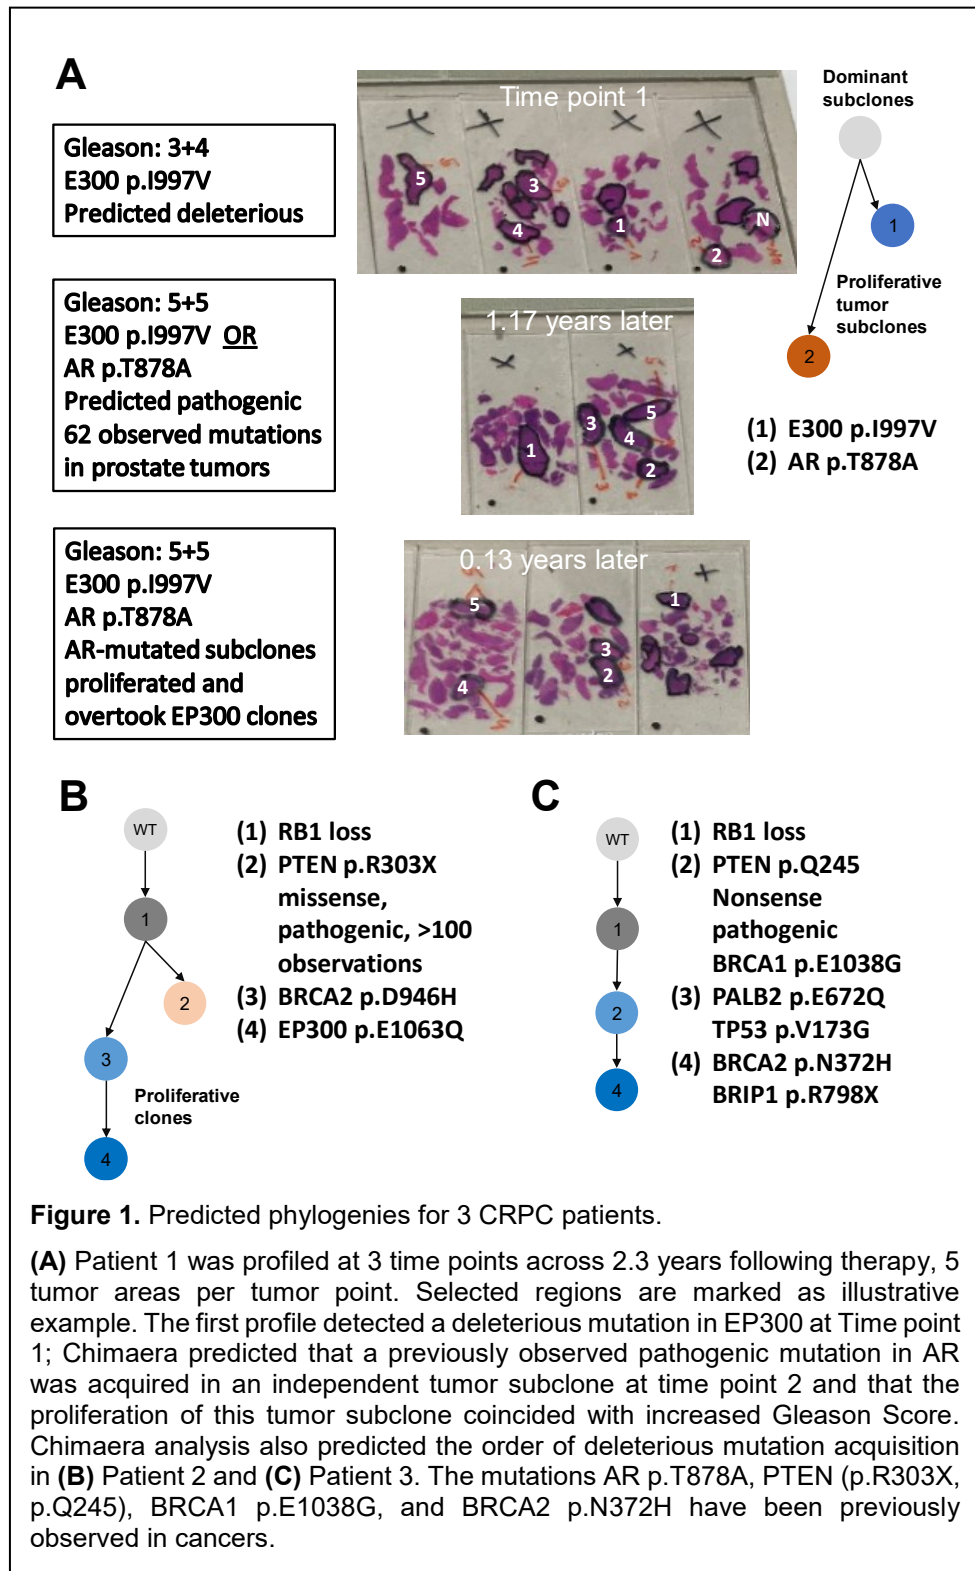 A
Time point 1
Dominant
subclones
Gleason: 3+4
E300 p.I997V
Predicted deleterious
5
3
4
1
N
2
1
Proliferative
tumor
subclones
2
Gleason: 5+5
E300 p.I997V OR
AR p.T878A
Predicted pathogenic
62 observed mutations
in prostate tumors
1.17 years later
1
3
5
4
2
(1) E300 p.I997V
(2) AR p.T878A
Gleason: 5+5
E300 p.I997V
AR p.T878A
AR-mutated subclones
proliferated and
overtook EP300 clones
0.13 years later
5
4
3
2
1
B
WT
1
2
3
Proliferative
clones
4
(1) RB1 loss
(2) PTEN p.R303X
missense,
pathogenic, >100
observations
(3) BRCA2 p.D946H
(4) EP300 p.E1063Q
C
WT
1
2
4
(1) RB1 loss
(2) PTEN p.Q245
Nonsense
pathogenic
BRCA1 p.E1038G
(3) PALB2 p.E672Q
TP53 p.V173G
(4) BRCA2 p.N372H
BRIP1 p.R798X
Figure 1. Predicted phylogenies for 3 CRPC patients.
(A) Patient 1 was profiled at 3 time points across 2.3 years following therapy, 5
tumor areas per tumor point. Selected regions are marked as illustrative
example. The first profile detected a deleterious mutation in EP300 at Time point
1; Chimaera predicted that a previously observed pathogenic mutation in AR
was acquired in an independent tumor subclone at time point 2 and that the
proliferation of this tumor subclone coincided with increased Gleason Score.
Chimaera analysis also predicted the order of deleterious mutation acquisition
in (B) Patient 2 and (C) Patient 3. The mutations AR p.T878A, PTEN (p.R303X,
p.Q245), BRCA1 p.E1038G, and BRCA2 p.N372H have been previously
observed in cancers.